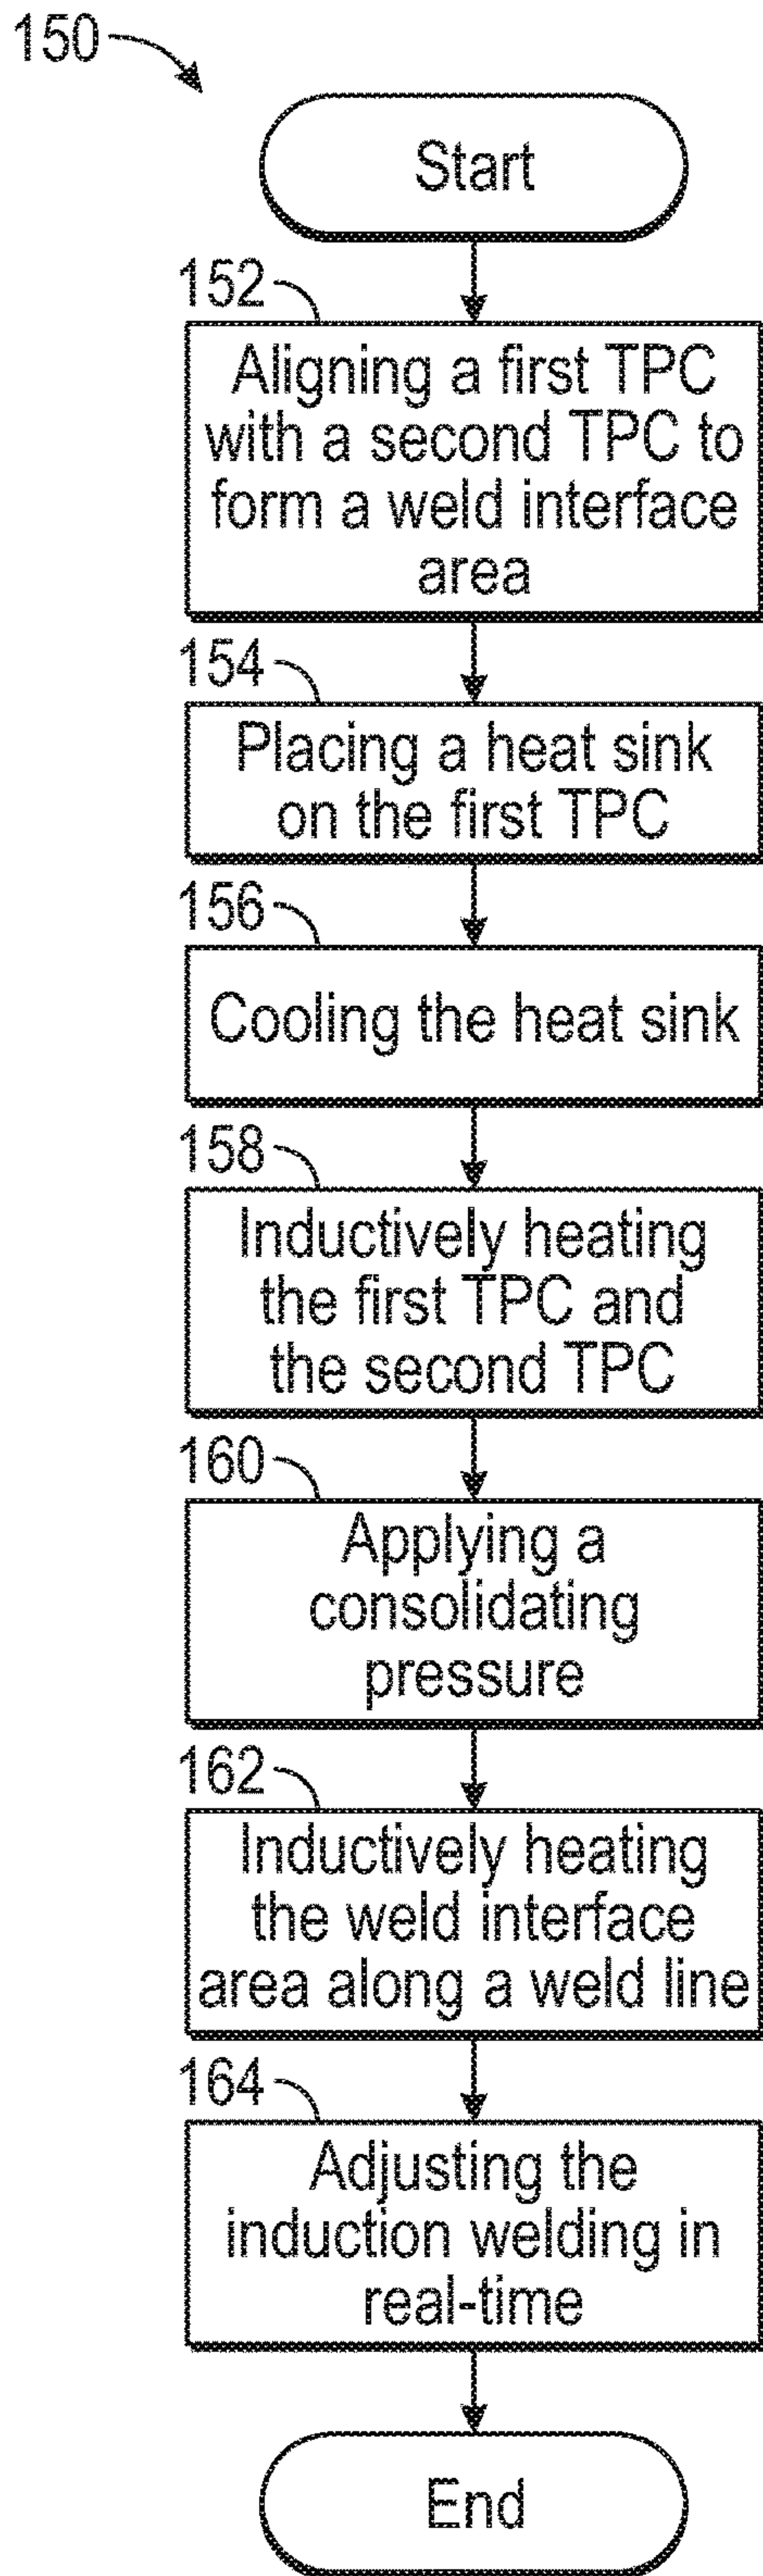 150
Start
152
Aligning a first TPC
with a second TPC to
form a weld interface
area
154
Placing a heat sink
on the first TPC
156
Cooling the heat sink
158
Inductively heating
the first TPC and
the second TPC
160
Applying a
consolidating
pressure
162
Inductively heating
the weld interface
area along a weld line
164
Adjusting the
induction welding in
real-time
End